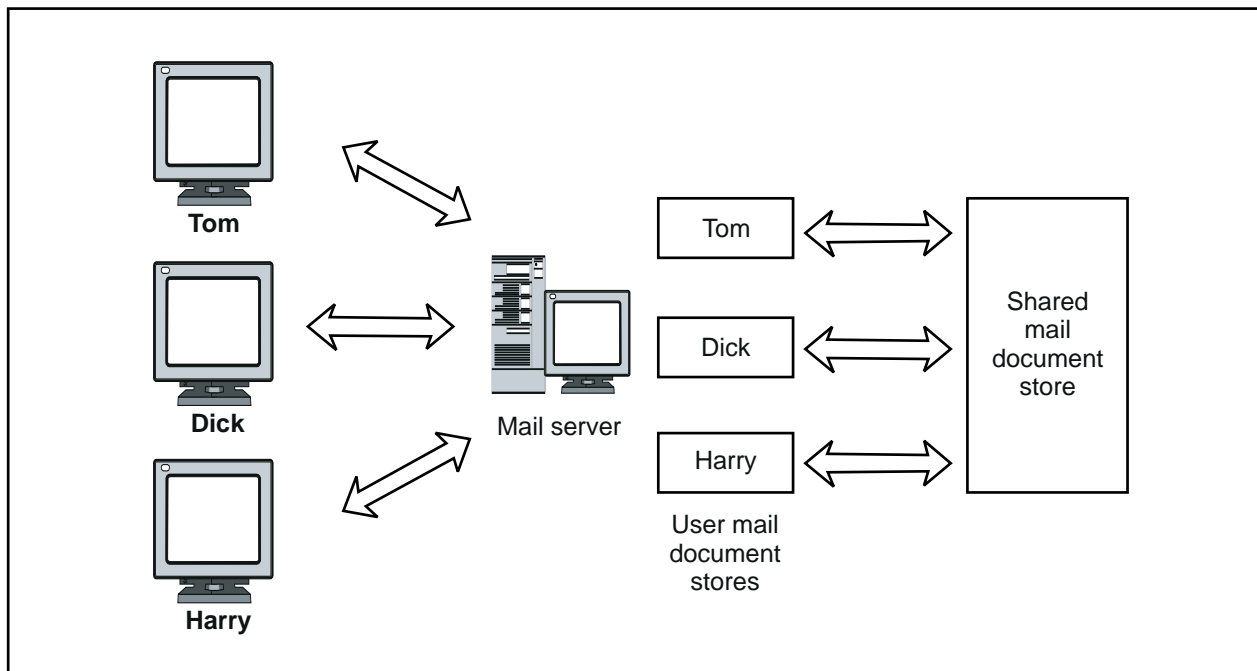 Tom
Dick
Harry
Mail server
Tom
Dick
Harry
User mail
document
stores
Shared
mail
document
store